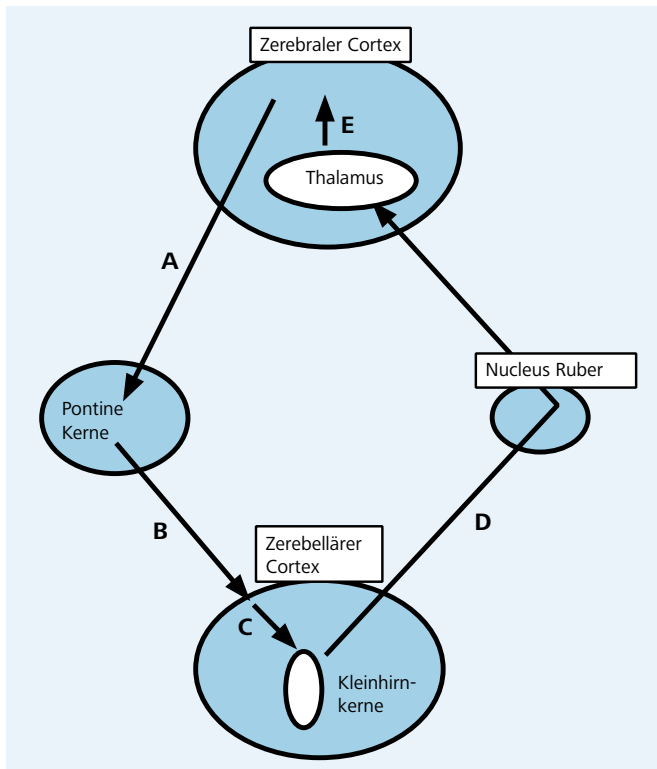 Zerebraler Cortex
E
Thalamus
A
Nucleus Ruber
Pontine
Kerne
B
D
Zerebellärer
Cortex
C
Kleinhirn-
kerne